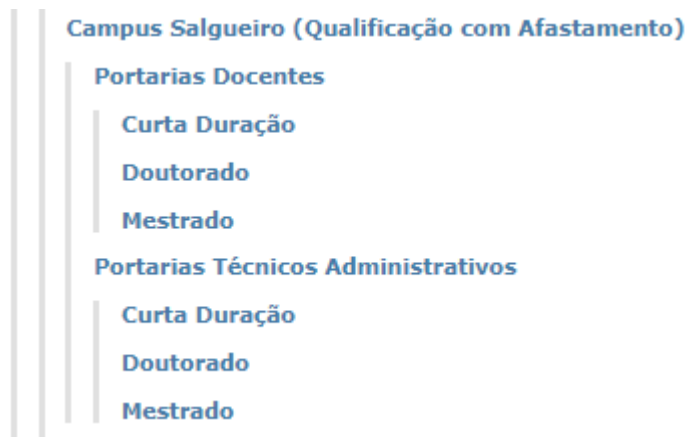 Campus Salgueiro (Qualificação com Afastamento)
Portarias Docentes
Curta Duração
Doutorado
Mestrado
Portarias Técnicos Administrativos
Curta Duração
Doutorado
Mestrado